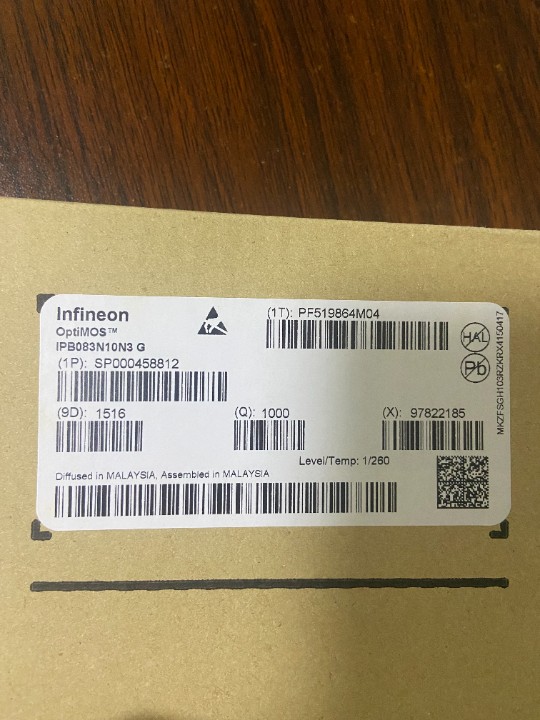 Infineon
OptiMOS™
IPB083N10N3 G
(1P): SP000458812
(1T): PF519864M04
HAL
Pb
(9D): 1516
(Q): 1000
(X): 97822185
Level/Temp: 1/260
Diffused in MALAYSIA, Assembled in MALAYSIA